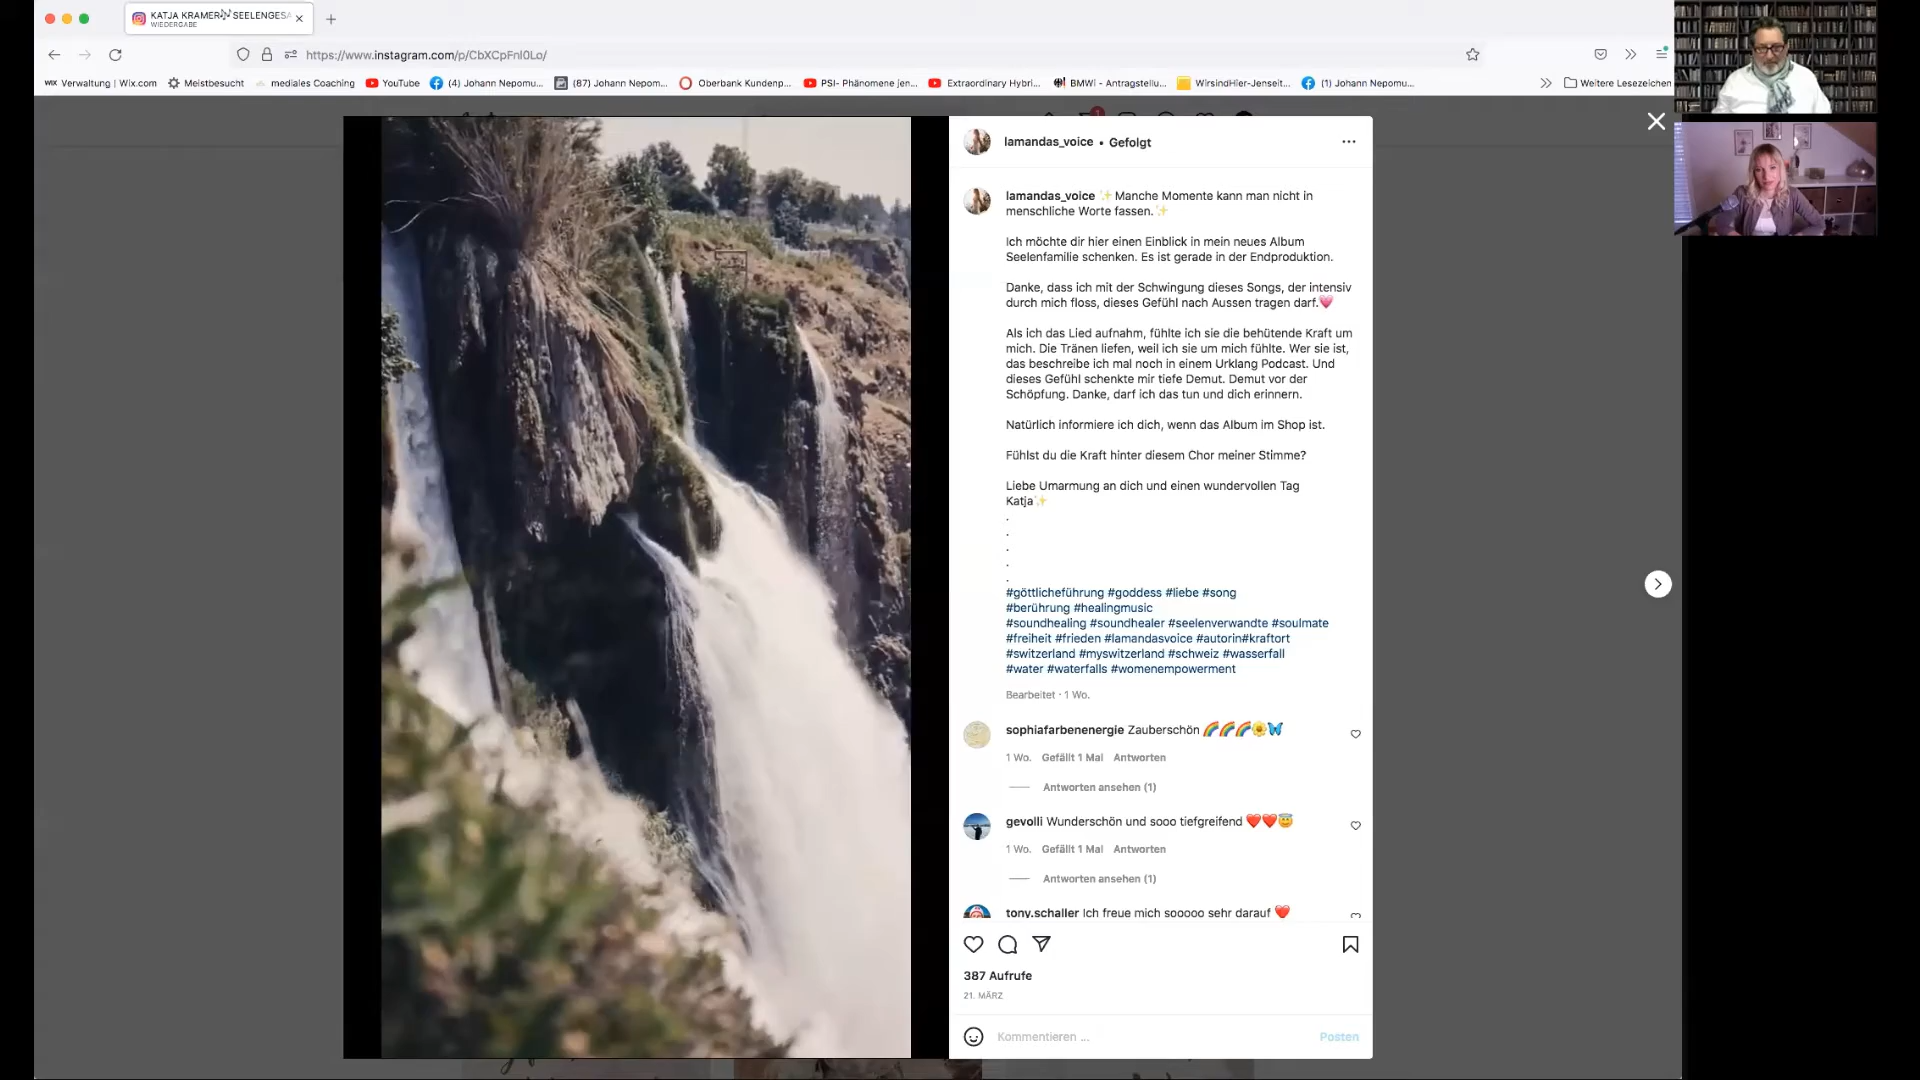 KATJA KRAMER🎶SEELENGESA
WIEDERGABE
https://www.instagram.com/p/CbXCpFnl0Lo/
WIX Verwaltung | Wix.com
Meistbesucht
mediales Coaching
YouTube
(4) Johann Nepomu...
(87) Johann Nepom...
Oberbank Kundenp...
PSI- Phänomene jen...
Extraordinary Hybri...
BMWi - Antragstellu...
WirsindHier-Jenseit...
(1) Johann Nepomu...
Weitere Lesezeichen
lamandas_voice • Gefolgt
lamandas_voice ✨ Manche Momente kann man nicht in
menschliche Worte fassen.✨
Ich möchte dir hier einen Einblick in mein neues Album
Seelenfamilie schenken. Es ist gerade in der Endproduktion.
Danke, dass ich mit der Schwingung dieses Songs, der intensiv
durch mich floss, dieses Gefühl nach Aussen tragen darf.💗
Als ich das Lied aufnahm, fühlte ich sie die behütende Kraft um
mich. Die Tränen liefen, weil ich sie um mich fühlte. Wer sie ist,
das beschreibe ich mal noch in einem Urklang Podcast. Und
dieses Gefühl schenkte mir tiefe Demut. Demut vor der
Schöpfung. Danke, darf ich das tun und dich erinnern.
Natürlich informiere ich dich, wenn das Album im Shop ist.
Fühlst du die Kraft hinter diesem Chor meiner Stimme?
Liebe Umarmung an dich und einen wundervollen Tag
Katja✨
.
.
.
.
.
#göttlicheführung #goddess #liebe #song
#berührung #healingmusic
#soundhealing #soundhealer #seelenverwandte #soulmate
#freiheit #frieden #lamandasvoice #autorin#kraftort
#switzerland #myswitzerland #schweiz #wasserfall
#water #waterfalls #womenempowerment
Bearbeitet · 1 Wo.
sophiafarbenenergie Zauberschön 🌈🌈🌈🌼🦋
1 Wo. Gefällt 1 Mal Antworten
Antworten ansehen (1)
gevolli Wunderschön und sooo tiefgreifend ❤️❤️😇
1 Wo. Gefällt 1 Mal Antworten
Antworten ansehen (1)
tony.schaller Ich freue mich sooooo sehr darauf ❤️
387 Aufrufe
21. MÄRZ
Kommentieren ...
Posten